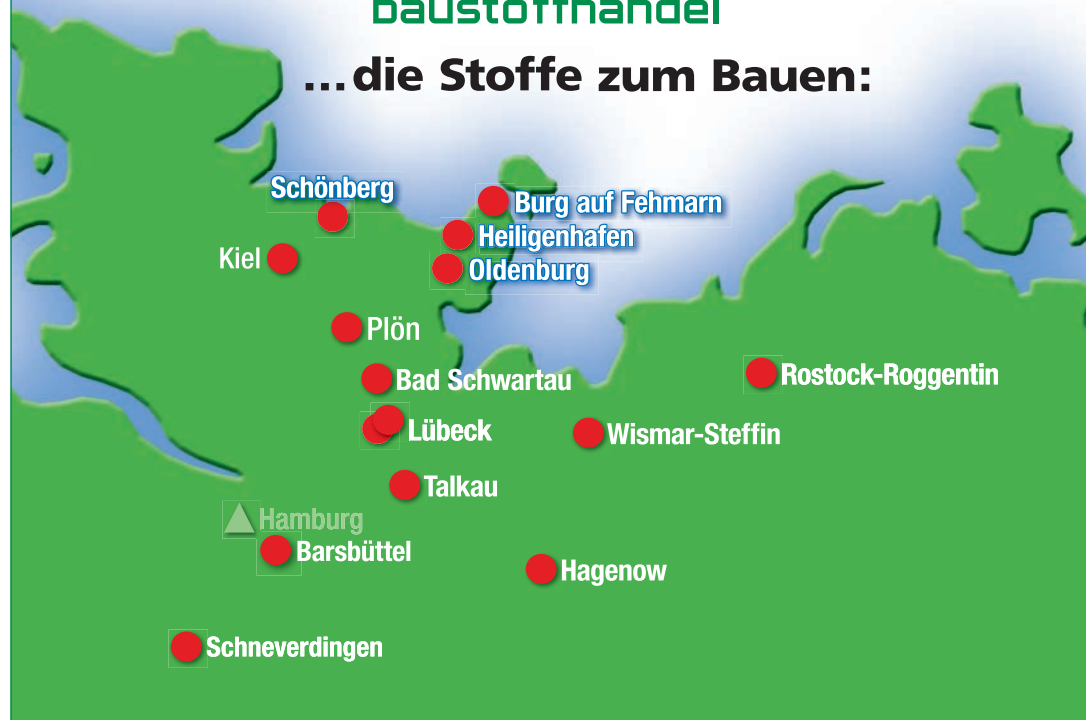 baustoffhandel
...die Stoffe zum Bauen:
Schönberg
Burg auf Fehmarn
Heiligenhafen
Kiel
Oldenburg
Plön
Rostock-Roggentin
Bad Schwartau
Lübeck
Wismar-Steffin
Talkau
Hamburg
Barsbüttel
Hagenow
Schneverdingen